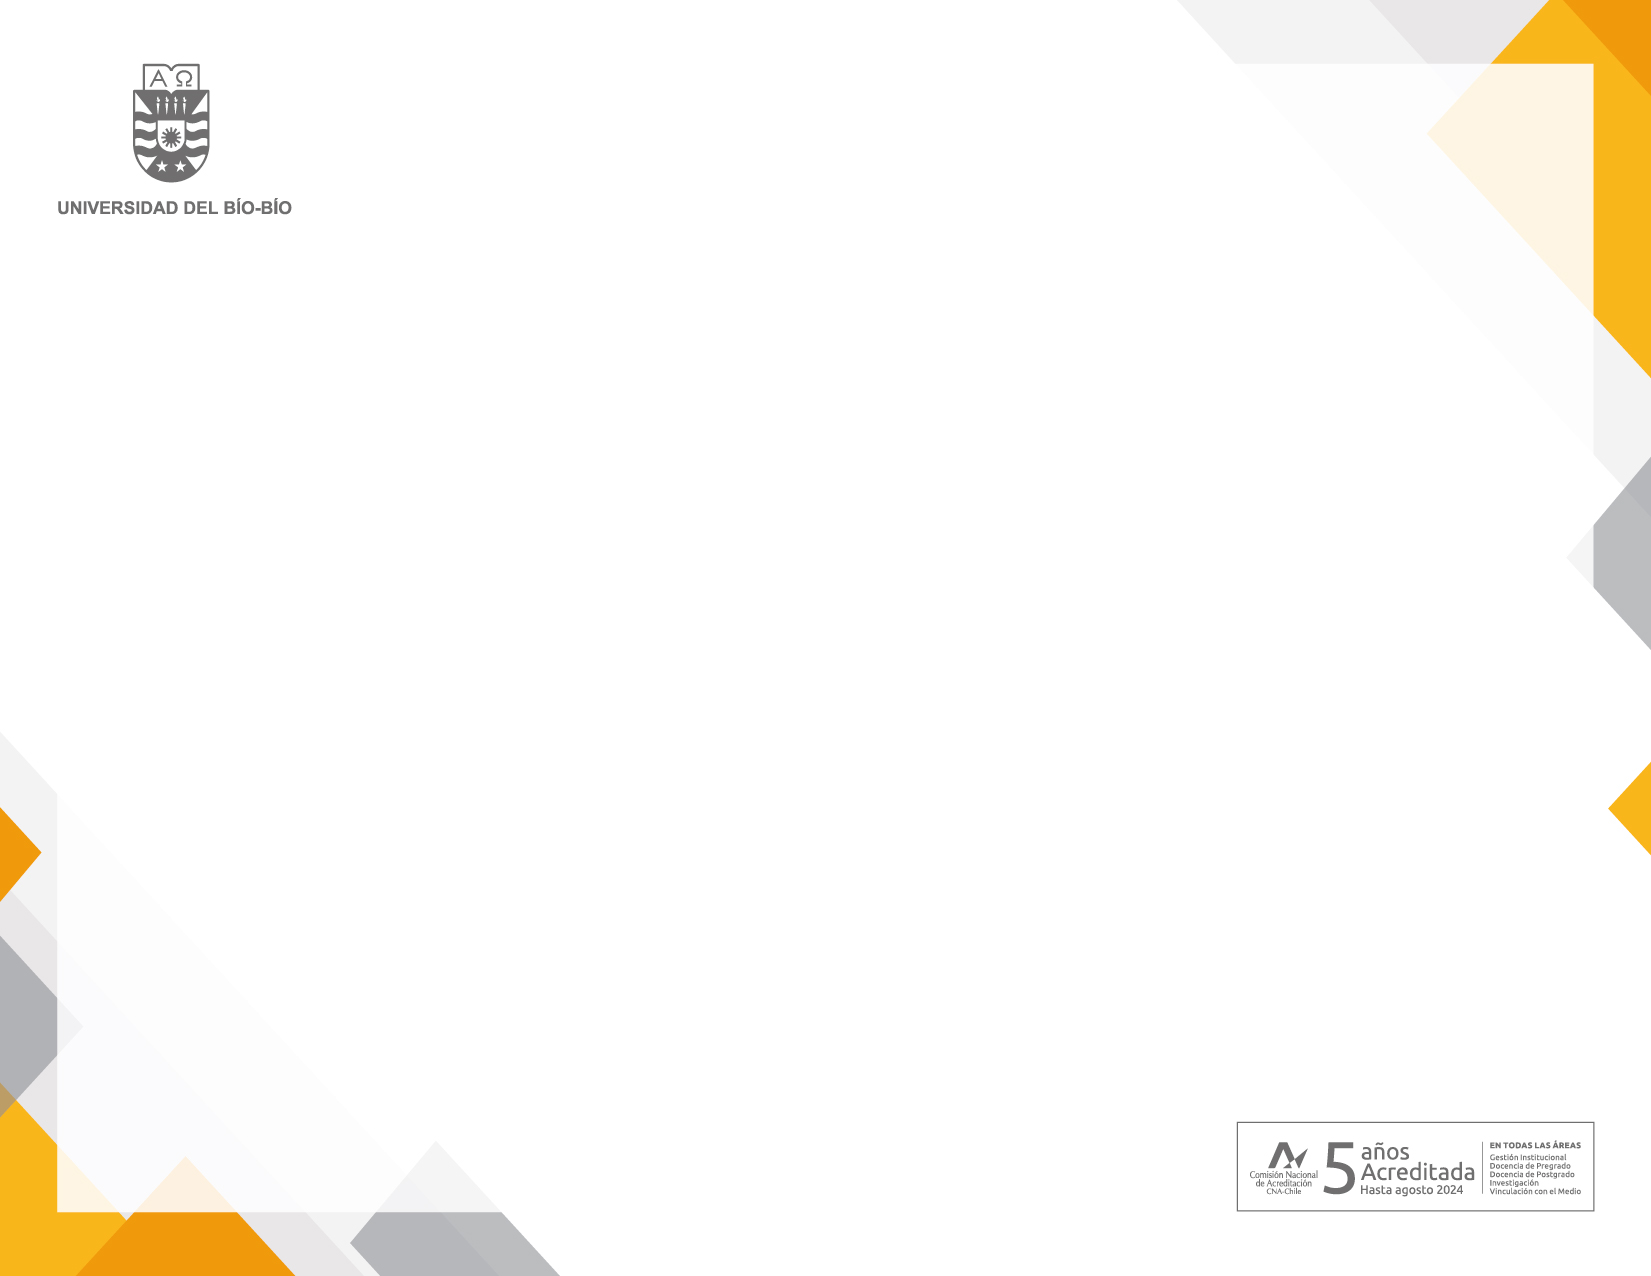 Α Ω
UNIVERSIDAD DEL BÍO-BÍO
Comisión Nacional
de Acreditación
CNA-Chile
5 años
Acreditada
Hasta agosto 2024
EN TODAS LAS ÁREAS
Gestión Institucional
Docencia de Pregrado
Docencia de Postgrado
Investigación
Vinculación con el Medio